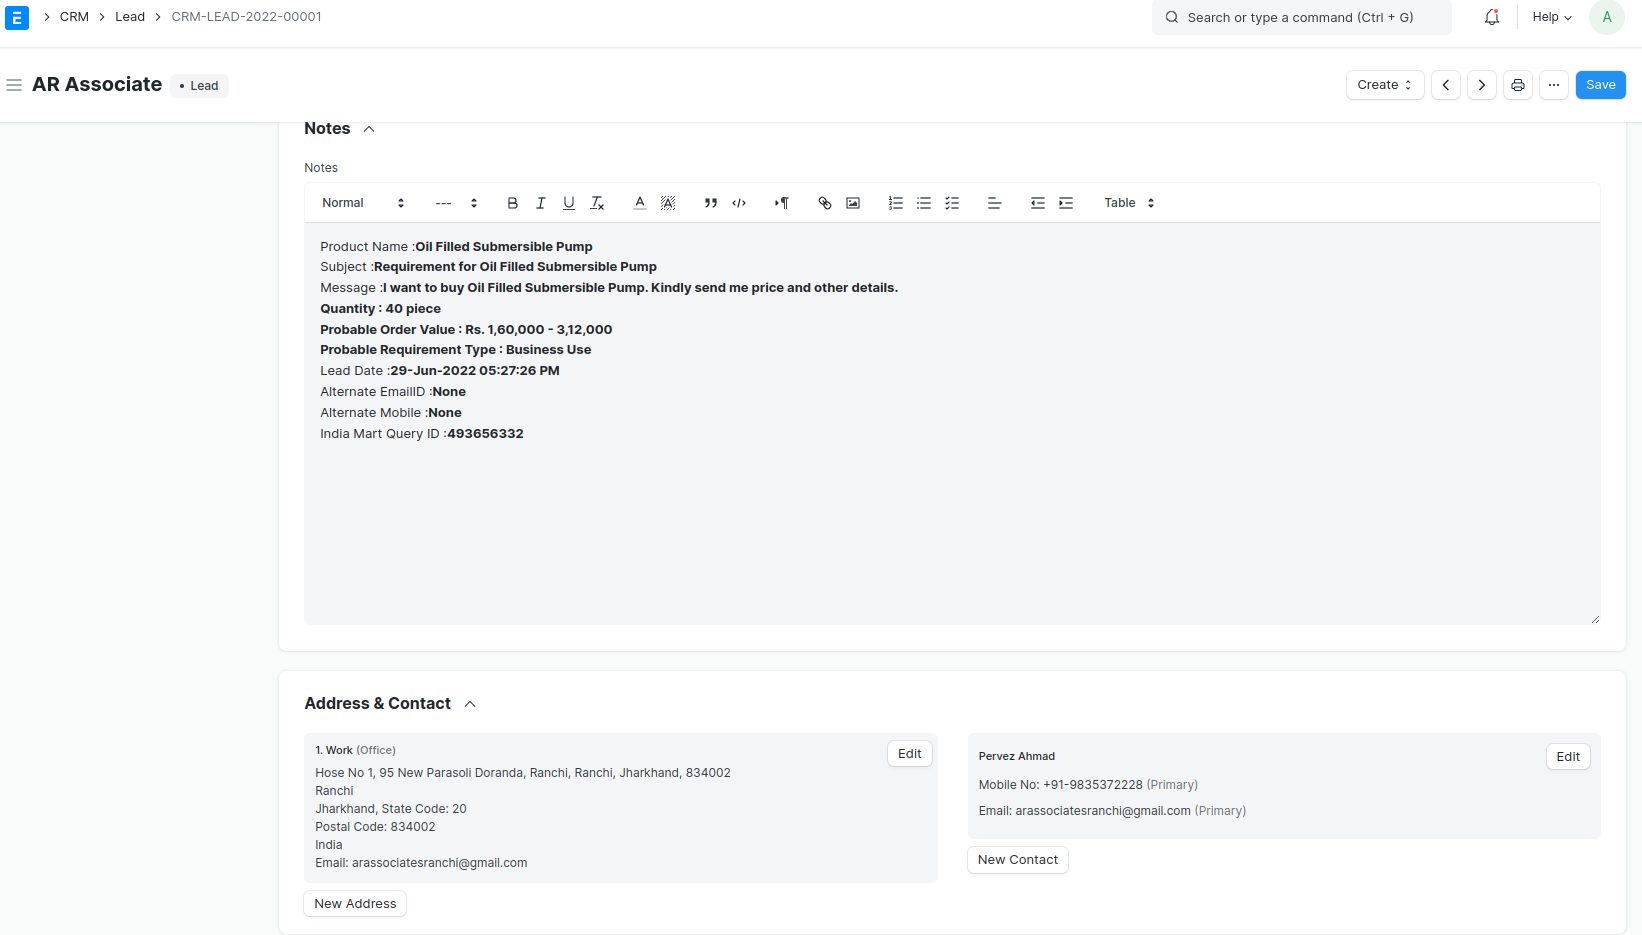 E CRM Lead CRM-LEAD-2022-00001 Search or type a command (Ctrl + G) Help A
AR Associate • Lead Create ... Save
Notes
Notes
Normal --- B I U Tx A A Table
Product Name :Oil Filled Submersible Pump
Subject :Requirement for Oil Filled Submersible Pump
Message :I want to buy Oil Filled Submersible Pump. Kindly send me price and other details.
Quantity : 40 piece
Probable Order Value : Rs. 1,60,000 - 3,12,000
Probable Requirement Type : Business Use
Lead Date :29-Jun-2022 05:27:26 PM
Alternate EmailID :None
Alternate Mobile :None
India Mart Query ID :493656332
Address & Contact
1. Work (Office) Edit
Hose No 1, 95 New Parasoli Doranda, Ranchi, Ranchi, Jharkhand, 834002
Ranchi
Jharkhand, State Code: 20
Postal Code: 834002
India
Email: arassociatesranchi@gmail.com
New Address
Pervez Ahmad Edit
Mobile No: +91-9835372228 (Primary)
Email: arassociatesranchi@gmail.com (Primary)
New Contact